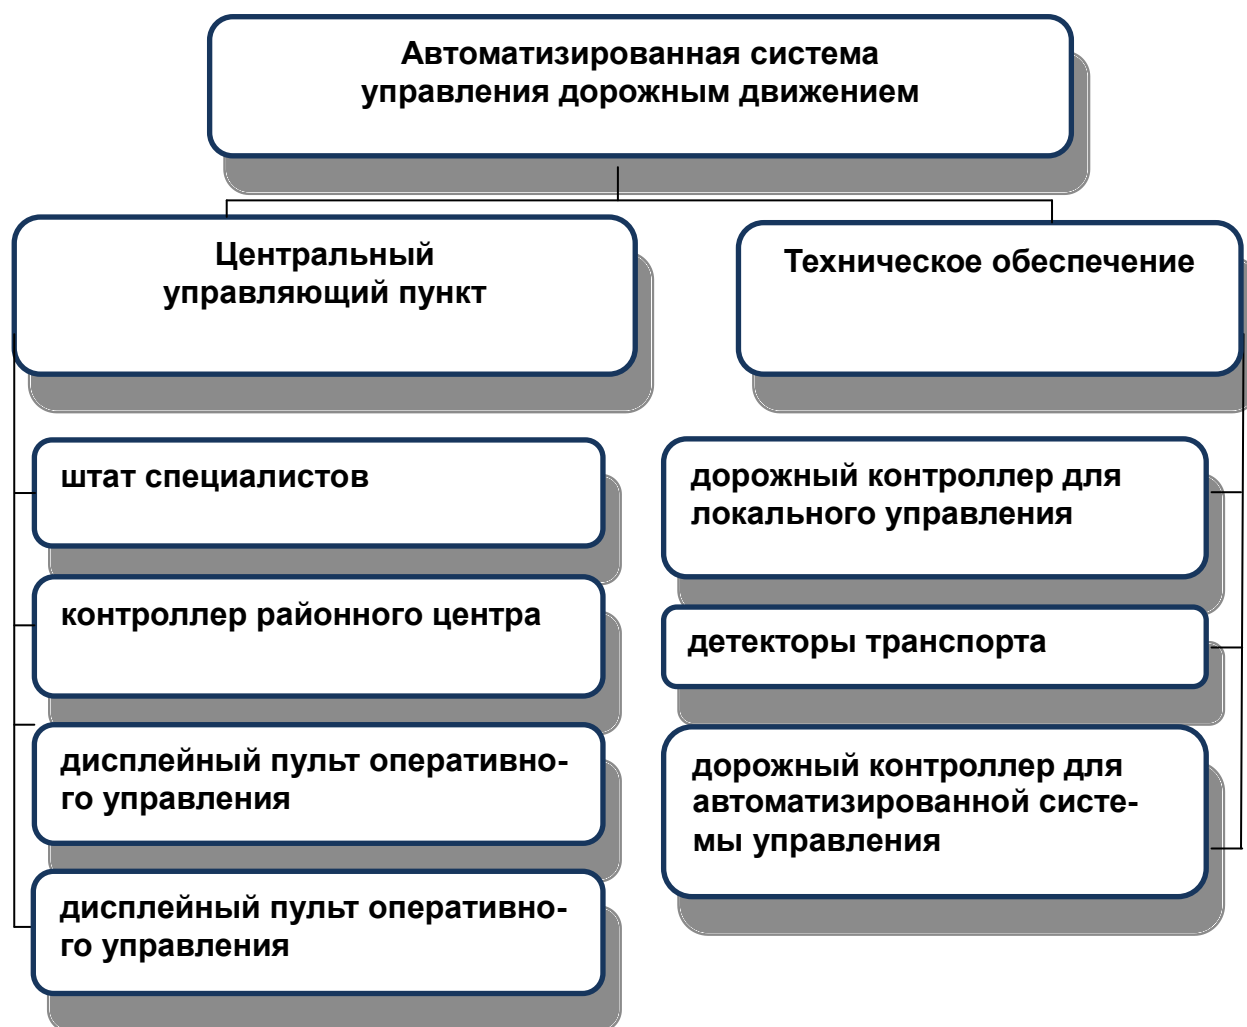 Автоматизированная система
управления дорожным движением
Центральный
управляющий пункт
Техническое обеспечение
штат специалистов
контроллер районного центра
дисплейный пульт оперативно-
го управления
дисплейный пульт оперативно-
го управления
дорожный контроллер для
локального управления
детекторы транспорта
дорожный контроллер для
автоматизированной систе-
мы управления